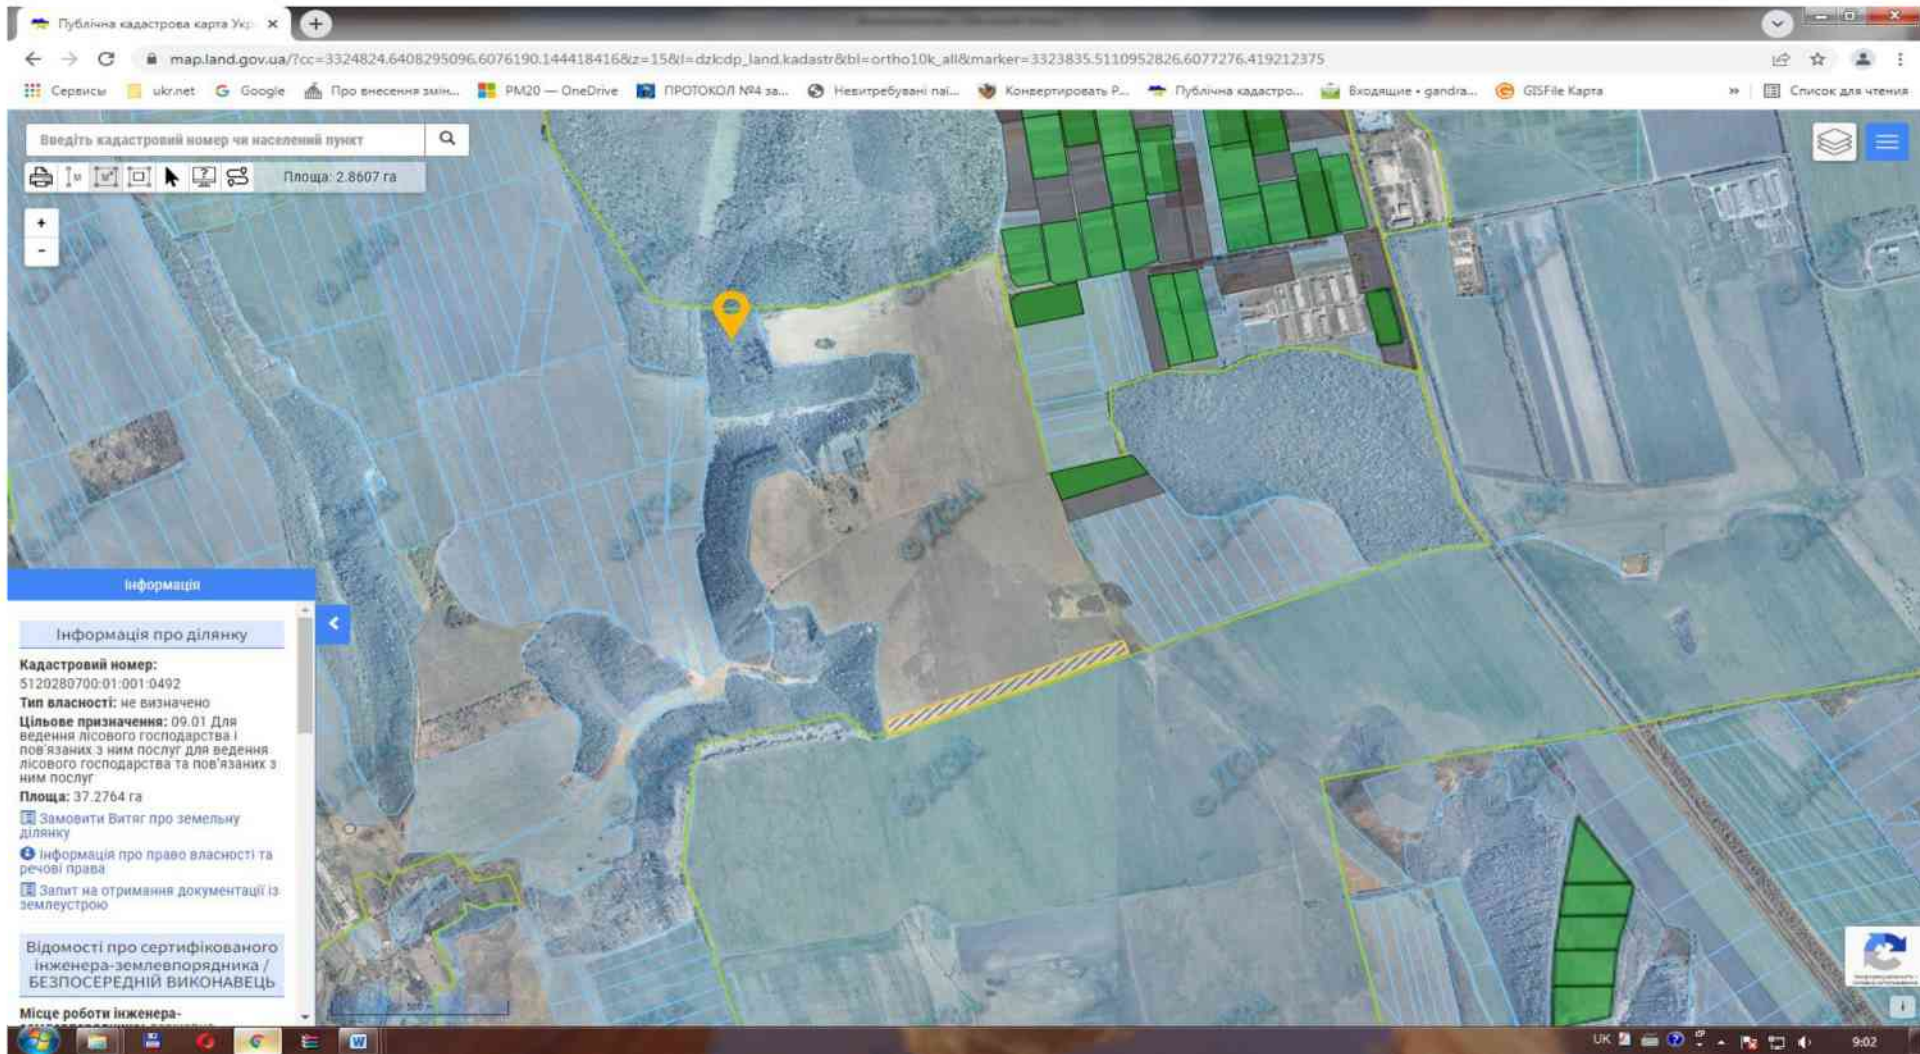 Публічна кадастрова карта Укр
map.land.gov.ua/?cc=3324824.6408295096.6076190.144418416&z=15&l=dzk:dp_land.kadastr&bl=ortho10k_all&marker=3323835.5110952826.6077276.419212375
Сервисы ukr.net Google Про внесення змін... PM20 — OneDrive ПРОТОКОЛ №4 за... Невитребувані паї... Конвертировать P... Публічна кадастро... Входящие • gandra... GISFile Карта » Список для чтения
Введіть кадастровий номер чи населений пункт
Площа: 2.8607 га
+
-
Інформація
Інформація про ділянку
Кадастровий номер:
5120280700:01:001:0492
Тип власності: не визначено
Цільове призначення: 09.01 Для
ведення лісового господарства і
пов'язаних з ним послуг для ведення
лісового господарства та пов'язаних з
ним послуг
Площа: 37.2764 га
Замовити Витяг про земельну
ділянку
Інформація про право власності та
речові права
Запит на отримання документації із
землеустрою
Відомості про сертифікованого
інженера-землевпорядника /
БЕЗПОСЕРЕДНІЙ ВИКОНАВЕЦЬ
Місце роботи інженера-
UK
9:02